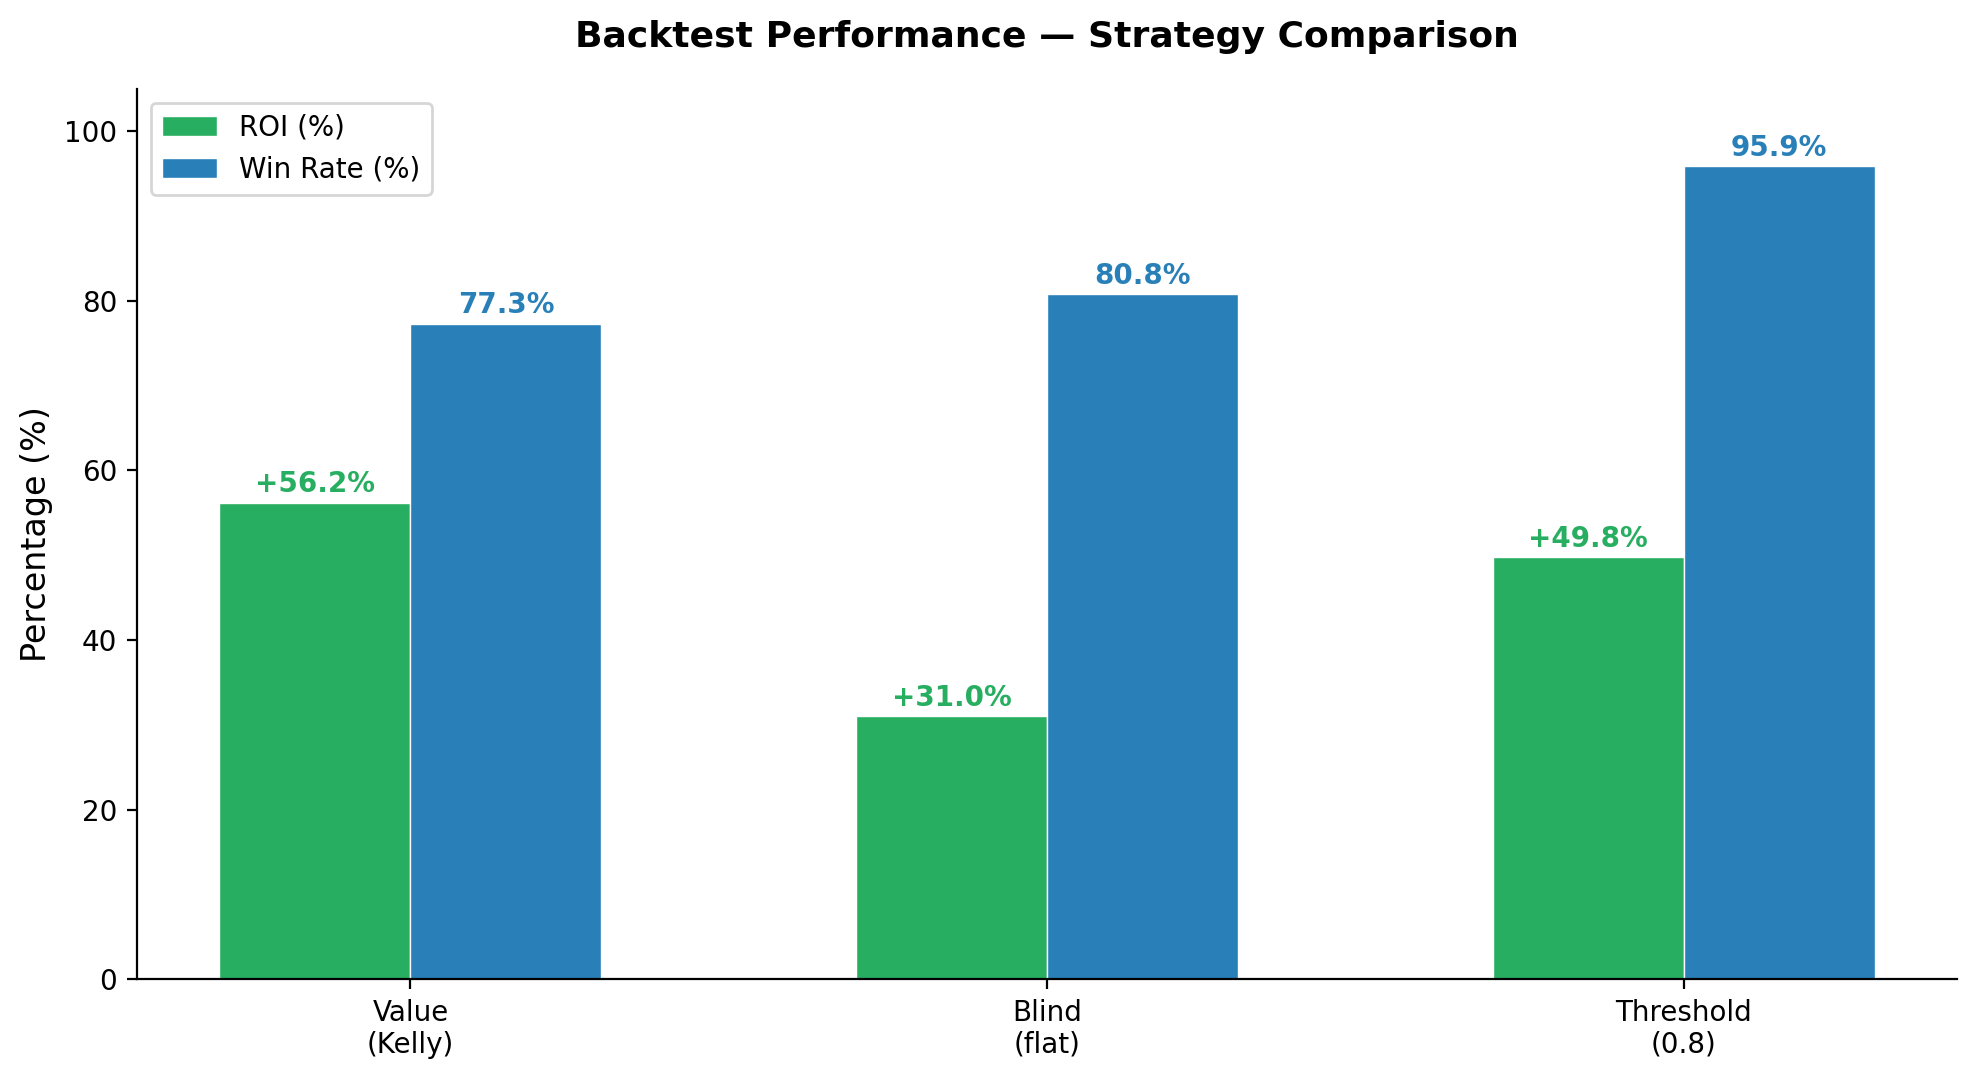 Backtest Performance — Strategy Comparison
ROI (%)
Win Rate (%)
Percentage (%)
100
80
60
40
20
0
+56.2%
77.3%
+31.0%
80.8%
+49.8%
95.9%
Value
(Kelly)
Blind
(flat)
Threshold
(0.8)